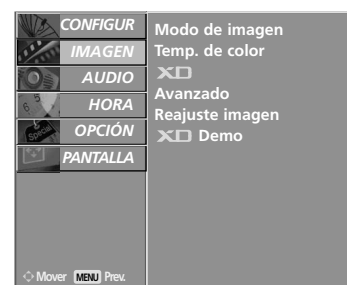 CONFIGUR
IMAGEN
AUDIO
HORA
OPCIÓN
PANTALLA
Modo de imagen
Temp. de color
XD
Avanzado
Reajuste imagen
XD Demo
Mover MENU Prev.